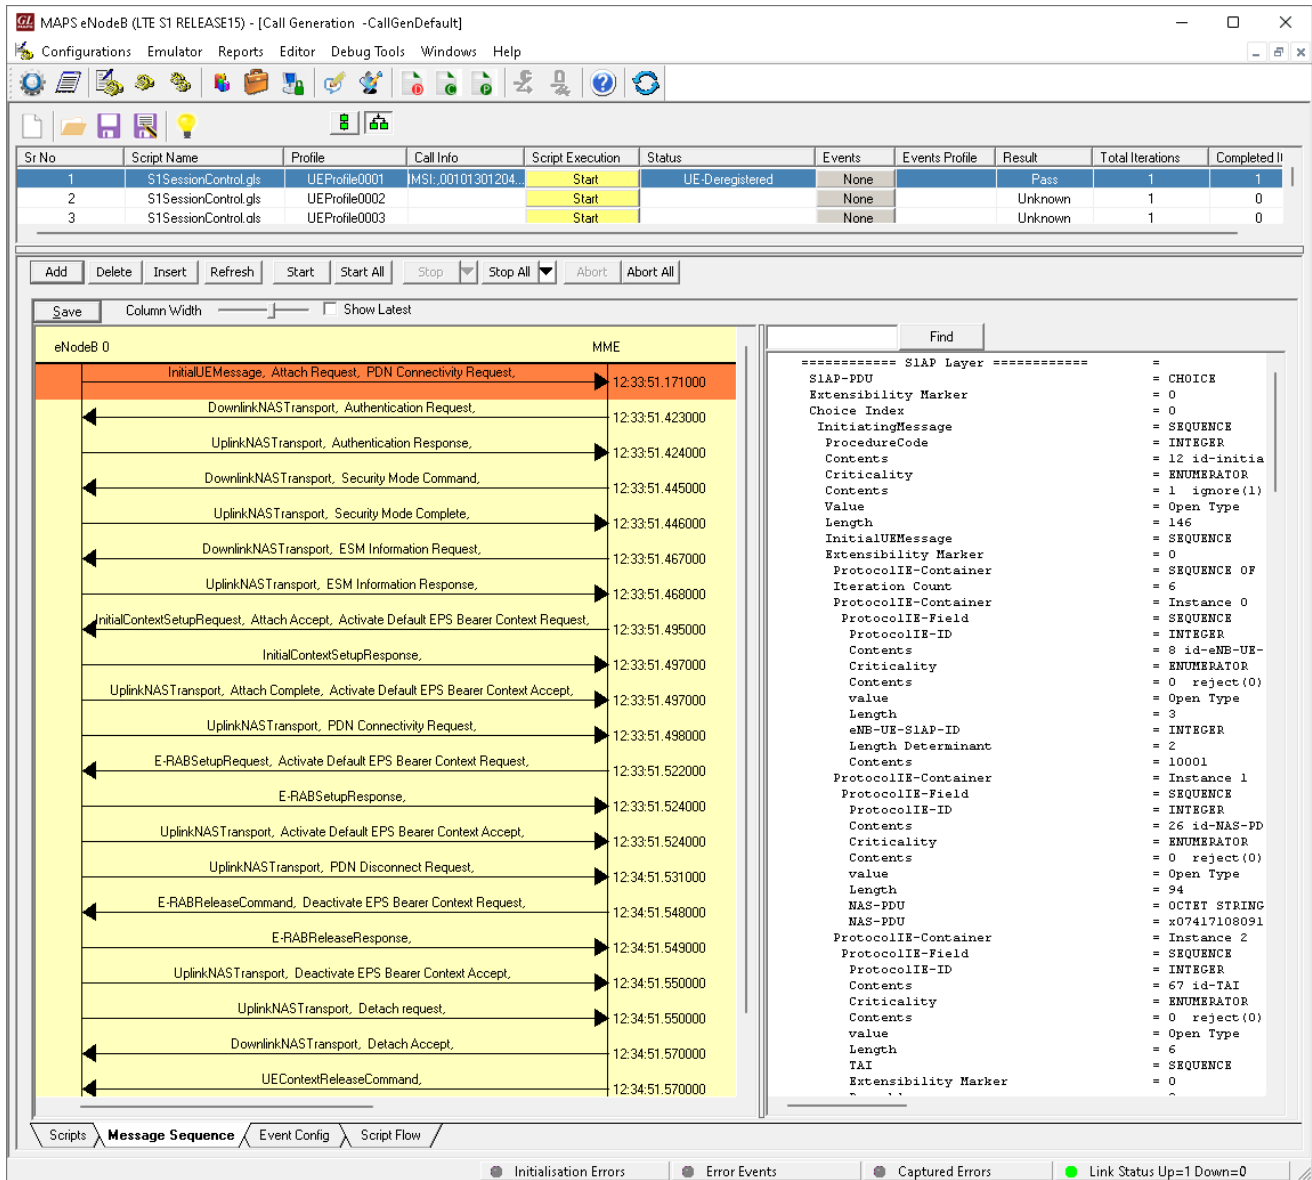 MAPS eNodeB (LTE S1 RELEASE15) - [Call Generation  -CallGenDefault]
Configurations Emulator Reports Editor Debug Tools Windows Help
Sr No Script Name Profile Call Info Script Execution Status Events Events Profile Result Total Iterations Completed It
1 S1SessionControl.gls UEProfile0001 IMSI:,00101301204... Start UE-Deregistered None Pass 1 1
2 S1SessionControl.gls UEProfile0002 Start None Unknown 1 0
3 S1SessionControl.gls UEProfile0003 Start None Unknown 1 0
Add Delete Insert Refresh Start Start All Stop Stop All Abort Abort All
Save Column Width Show Latest
Find
eNodeB 0 MME
InitialUEMessage, Attach Request, PDN Connectivity Request,
12:33:51.171000
DownlinkNASTransport, Authentication Request,
12:33:51.423000
UplinkNASTransport, Authentication Response,
12:33:51.424000
DownlinkNASTransport, Security Mode Command,
12:33:51.445000
UplinkNASTransport, Security Mode Complete,
12:33:51.446000
DownlinkNASTransport, ESM Information Request,
12:33:51.467000
UplinkNASTransport, ESM Information Response,
12:33:51.468000
InitialContextSetupRequest, Attach Accept, Activate Default EPS Bearer Context Request,
12:33:51.495000
InitialContextSetupResponse,
12:33:51.497000
UplinkNASTransport, Attach Complete, Activate Default EPS Bearer Context Accept,
12:33:51.497000
UplinkNASTransport, PDN Connectivity Request,
12:33:51.498000
E-RABSetupRequest, Activate Default EPS Bearer Context Request,
12:33:51.522000
E-RABSetupResponse,
12:33:51.524000
UplinkNASTransport, Activate Default EPS Bearer Context Accept,
12:33:51.524000
UplinkNASTransport, PDN Disconnect Request,
12:34:51.531000
E-RABReleaseCommand, Deactivate EPS Bearer Context Request,
12:34:51.548000
E-RABReleaseResponse,
12:34:51.549000
UplinkNASTransport, Deactivate EPS Bearer Context Accept,
12:34:51.550000
UplinkNASTransport, Detach request,
12:34:51.550000
DownlinkNASTransport, Detach Accept,
12:34:51.570000
UEContextReleaseCommand,
12:34:51.570000
============ S1AP Layer ============ =
S1AP-PDU = CHOICE
Extensibility Marker = 0
Choice Index = 0
InitiatingMessage = SEQUENCE
ProcedureCode = INTEGER
Contents = 12 id-initia
Criticality = ENUMERATOR
Contents = 1 ignore(1)
Value = Open Type
Length = 146
InitialUEMessage = SEQUENCE
Extensibility Marker = 0
ProtocolIE-Container = SEQUENCE OF
Iteration Count = 6
ProtocolIE-Container = Instance 0
ProtocolIE-Field = SEQUENCE
ProtocolIE-ID = INTEGER
Contents = 8 id-eNB-UE-
Criticality = ENUMERATOR
Contents = 0 reject(0)
value = Open Type
Length = 3
eNB-UE-S1AP-ID = INTEGER
Length Determinant = 2
Contents = 10001
ProtocolIE-Container = Instance 1
ProtocolIE-Field = SEQUENCE
ProtocolIE-ID = INTEGER
Contents = 26 id-NAS-PD
Criticality = ENUMERATOR
Contents = 0 reject(0)
value = Open Type
Length = 94
NAS-PDU = OCTET STRING
NAS-PDU = x07417108091
ProtocolIE-Container = Instance 2
ProtocolIE-Field = SEQUENCE
ProtocolIE-ID = INTEGER
Contents = 67 id-TAI
Criticality = ENUMERATOR
Contents = 0 reject(0)
value = Open Type
Length = 6
TAI = SEQUENCE
Extensibility Marker = 0
Scripts Message Sequence Event Config Script Flow
Initialisation Errors Error Events Captured Errors Link Status Up=1 Down=0